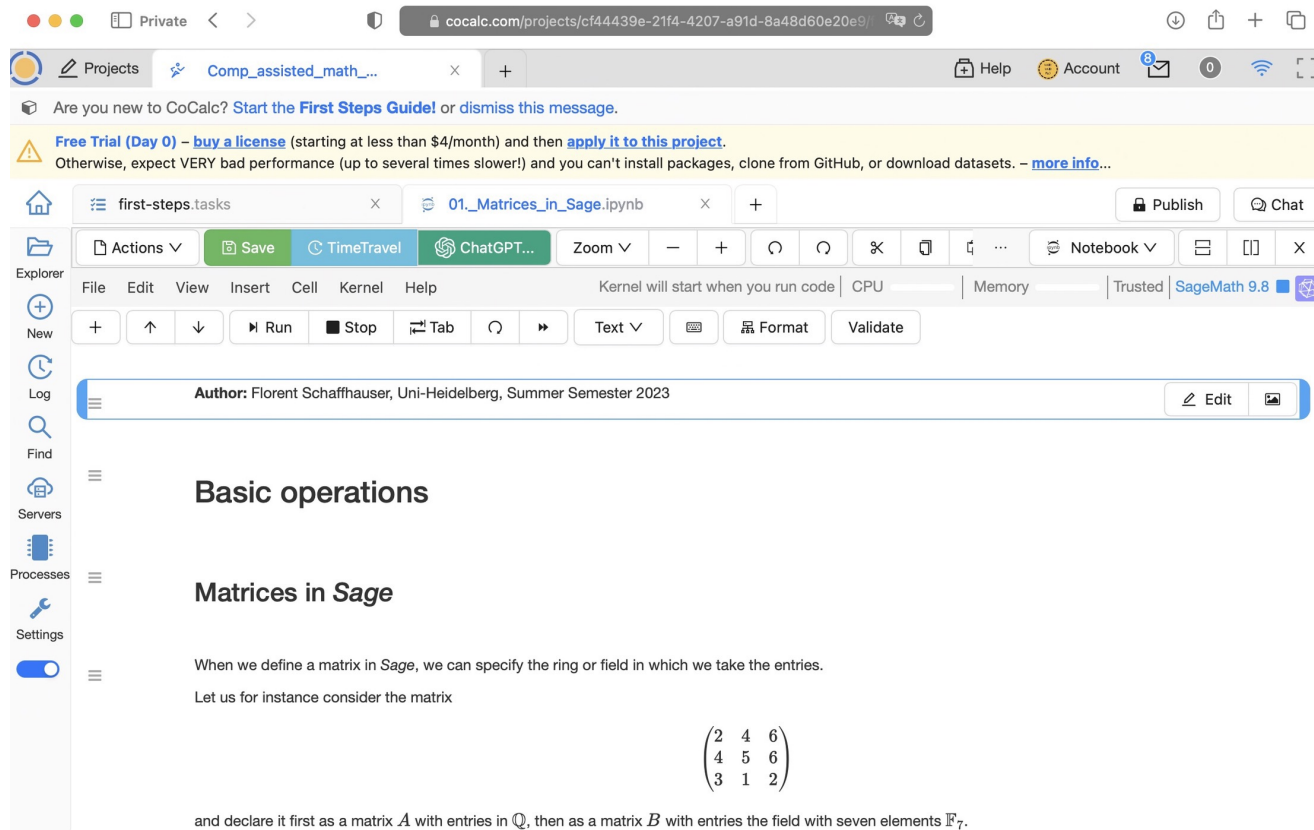 Private
cocalc.com/projects/cf44439e-21f4-4207-a91d-8a48d60e20e9/
Projects
Comp_assisted_math_...
Help
Account
8
0
Are you new to CoCalc? Start the First Steps Guide! or dismiss this message.
Free Trial (Day 0) – buy a license (starting at less than $4/month) and then apply it to this project.
Otherwise, expect VERY bad performance (up to several times slower!) and you can't install packages, clone from GitHub, or download datasets. – more info...
first-steps.tasks
01._Matrices_in_Sage.ipynb
Publish
Chat
Actions
Save
TimeTravel
ChatGPT...
Zoom
Notebook
File Edit View Insert Cell Kernel Help
Kernel will start when you run code
CPU
Memory
Trusted
SageMath 9.8
Run
Stop
Tab
Text
Format
Validate
Explorer
New
Log
Find
Servers
Processes
Settings
Author: Florent Schaffhauser, Uni-Heidelberg, Summer Semester 2023
Edit
Basic operations
Matrices in Sage
When we define a matrix in Sage, we can specify the ring or field in which we take the entries.
Let us for instance consider the matrix
2 4 6
4 5 6
3 1 2
and declare it first as a matrix A with entries in ℚ, then as a matrix B with entries the field with seven elements 𝔽₇.